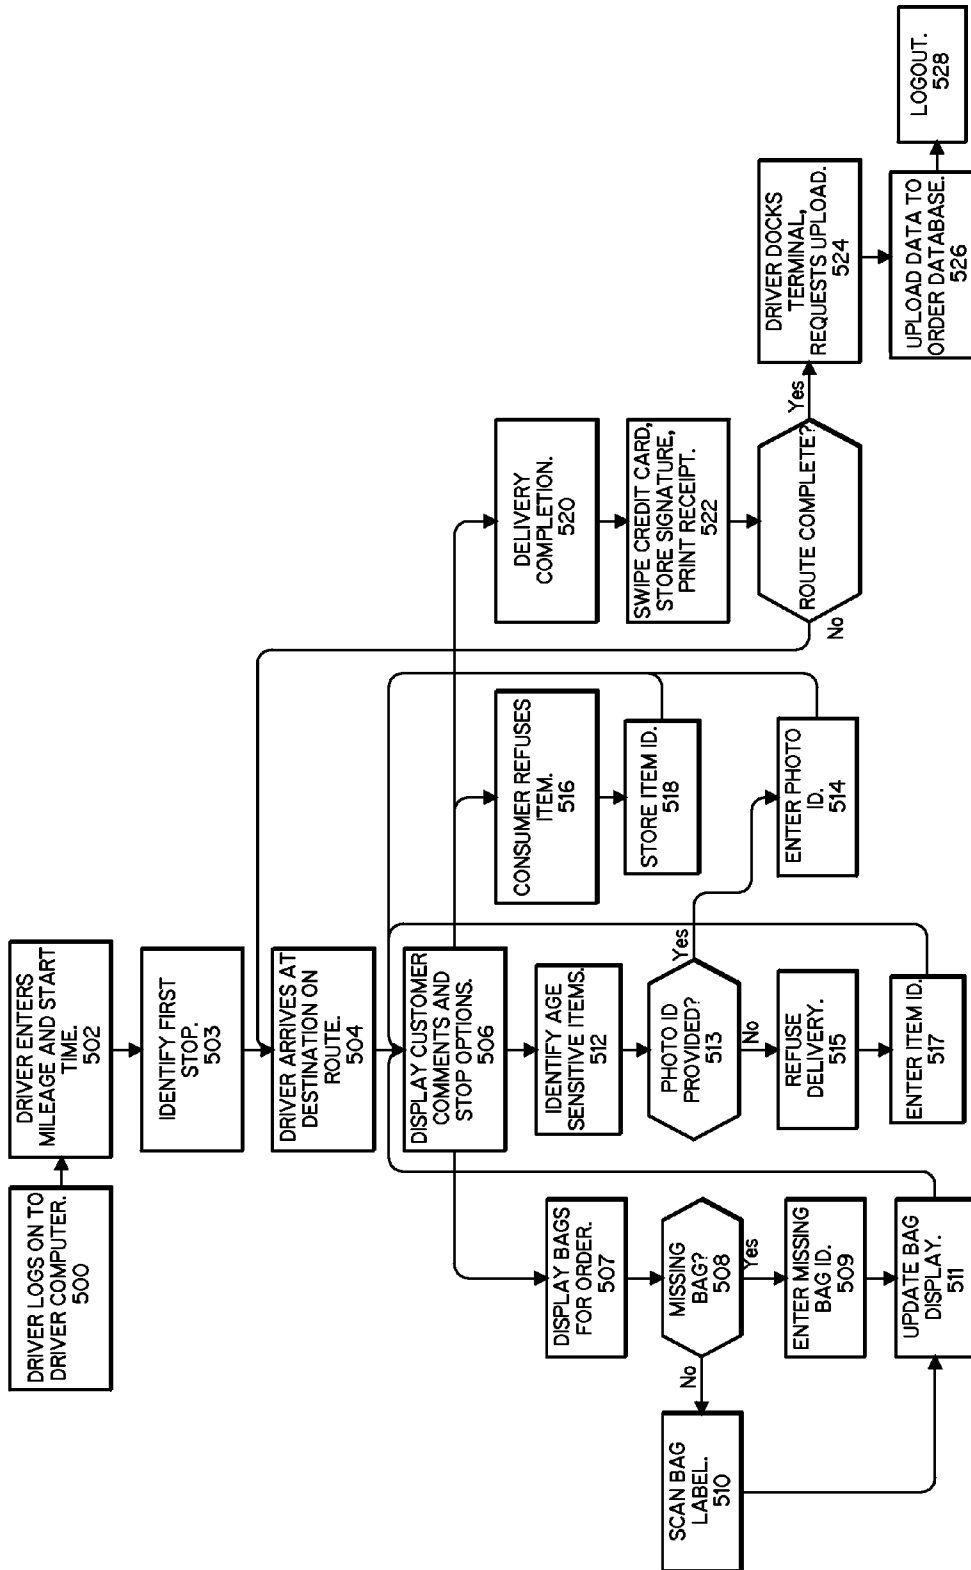 DRIVER LOGS ON TO
DRIVER COMPUTER.
500
DRIVER ENTERS
MILEAGE AND START
TIME.
502
IDENTIFY FIRST
STOP.
503
DRIVER ARRIVES AT
DESTINATION ON
ROUTE.
504
DISPLAY CUSTOMER
COMMENTS AND
STOP OPTIONS.
506
DISPLAY BAGS
FOR ORDER.
507
MISSING
BAG?
508
No
Yes
SCAN BAG
LABEL.
510
ENTER MISSING
BAG ID.
509
UPDATE BAG
DISPLAY.
511
IDENTIFY AGE
SENSITIVE ITEMS.
512
PHOTO ID
PROVIDED?
513
Yes
No
REFUSE
DELIVERY.
515
ENTER ITEM ID.
517
ENTER PHOTO
ID.
514
CONSUMER REFUSES
ITEM.
516
STORE ITEM ID.
518
DELIVERY
COMPLETION.
520
SWIPE CREDIT CARD,
STORE SIGNATURE,
PRINT RECEIPT.
522
ROUTE COMPLETE?
No
Yes
DRIVER DOCKS
TERMINAL,
REQUESTS UPLOAD.
524
UPLOAD DATA TO
ORDER DATABASE.
526
LOGOUT.
528